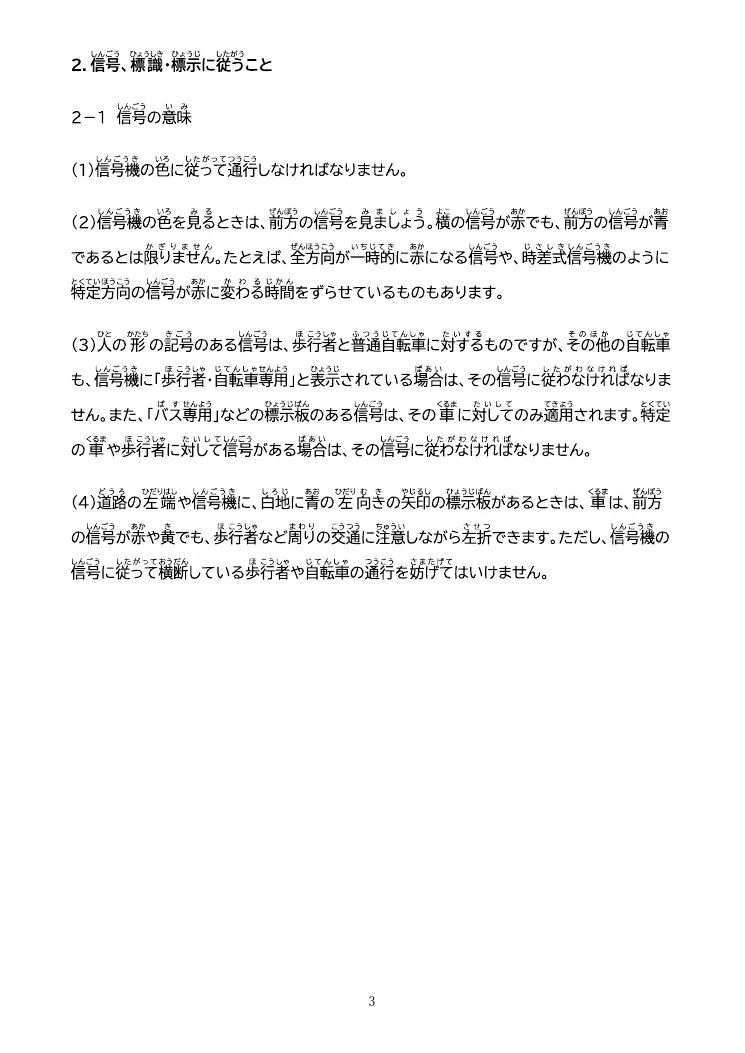 2. 信号、標識・標示に従うこと
2－1 信号の意味
(1)信号機の色に従って通行しなければなりません。
(2)信号機の色を見るときは、前方の信号を見ましょう。横の信号が赤でも、前方の信号が青
であるとは限りません。たとえば、全方向が一時的に赤になる信号や、時差式信号機のように
特定方向の信号が赤に変わる時間をずらせているものもあります。
(3)人の形の記号のある信号は、歩行者と普通自転車に対するものですが、その他の自転車
も、信号機に「歩行者・自転車専用」と表示されている場合は、その信号に従わなければなりま
せん。また、「バス専用」などの標示板のある信号は、その車に対してのみ適用されます。特定
の車や歩行者に対して信号がある場合は、その信号に従わなければなりません。
(4)道路の左端や信号機に、白地に青の左向きの矢印の標示板があるときは、車は、前方
の信号が赤や黄でも、歩行者など周りの交通に注意しながら左折できます。ただし、信号機の
信号に従って横断している歩行者や自転車の通行を妨げてはいけません。
3